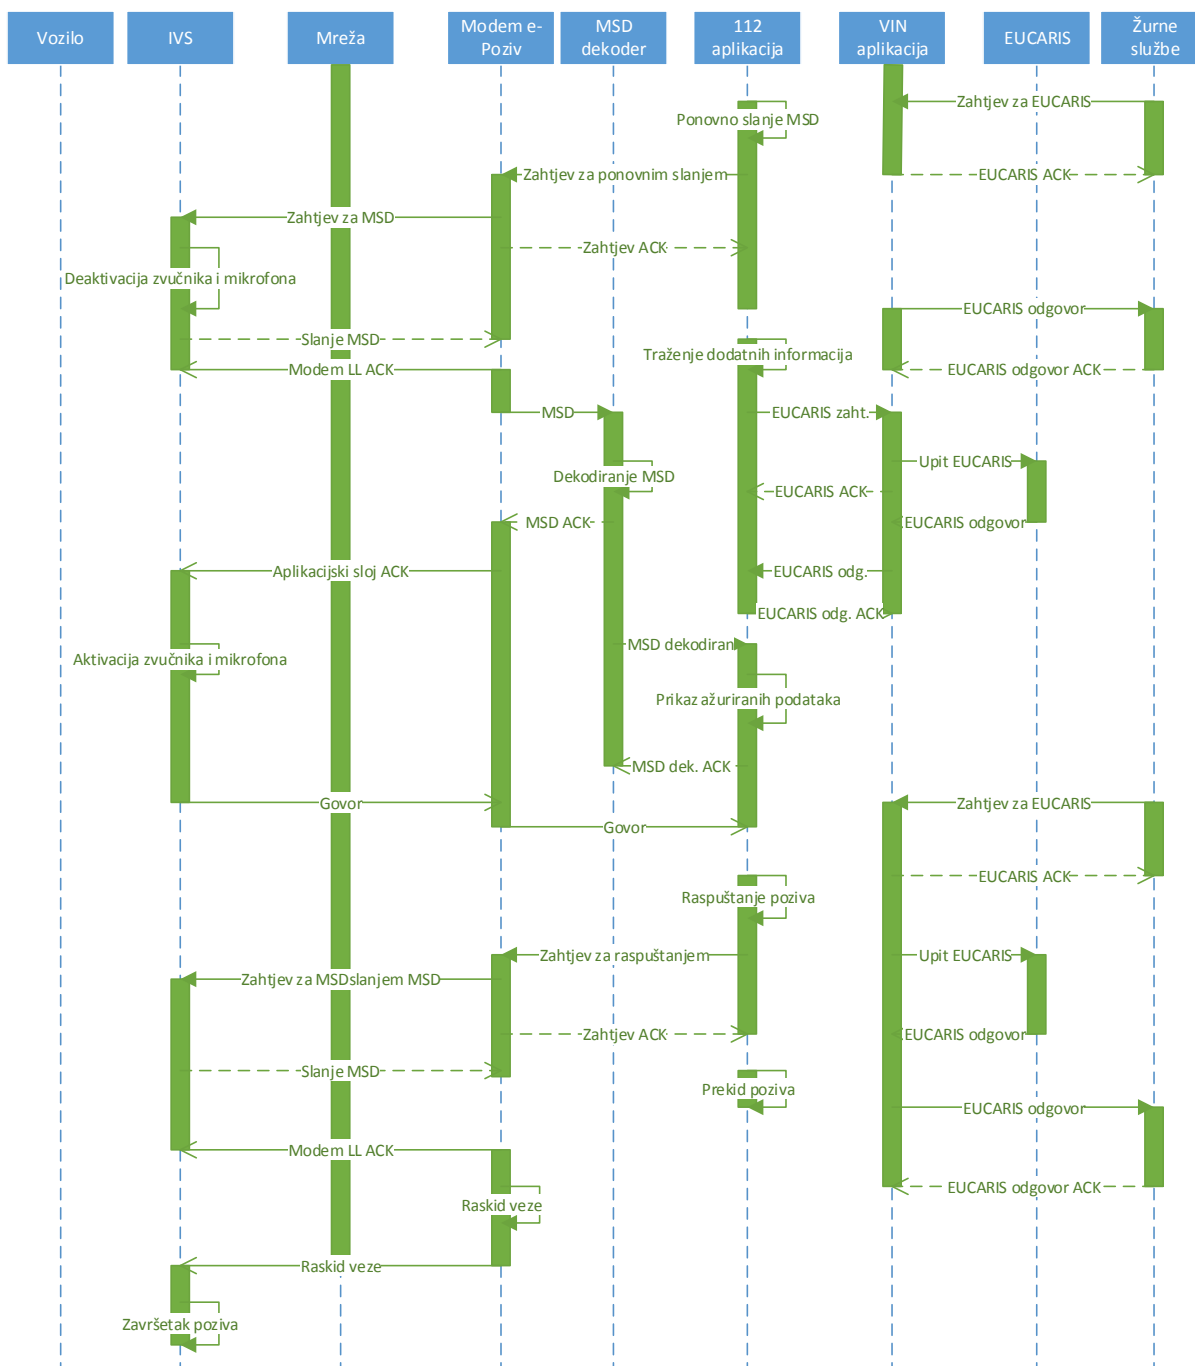 Vozilo
IVS
Mreža
Modem e-
Poziv
MSD
dekoder
112
aplikacija
VIN
aplikacija
EUCARIS
Žurne
službe
Zahtjev za EUCARIS
Ponovno slanje MSD
Zahtjev za ponovnim slanjem
EUCARIS ACK
Zahtjev za MSD
Zahtjev ACK
Deaktivacija zvučnika i mikrofona
EUCARIS odgovor
Slanje MSD
Traženje dodatnih informacija
Modem LL ACK
EUCARIS odgovor ACK
MSD
EUCARIS zaht.
Upit EUCARIS
Dekodiranje MSD
EUCARIS ACK
MSD ACK
EUCARIS odgovor
Aplikacijski sloj ACK
EUCARIS odg.
EUCARIS odg. ACK
MSD dekodiran
Aktivacija zvučnika i mikrofona
Prikaz ažuriranih podataka
MSD dek. ACK
Govor
Zahtjev za EUCARIS
Govor
EUCARIS ACK
Raspuštanje poziva
Zahtjev za raspuštanjem
Upit EUCARIS
Zahtjev za MSDslanjem MSD
Zahtjev ACK
EUCARIS odgovor
Slanje MSD
Prekid poziva
EUCARIS odgovor
Modem LL ACK
EUCARIS odgovor ACK
Raskid veze
Raskid veze
Završetak poziva